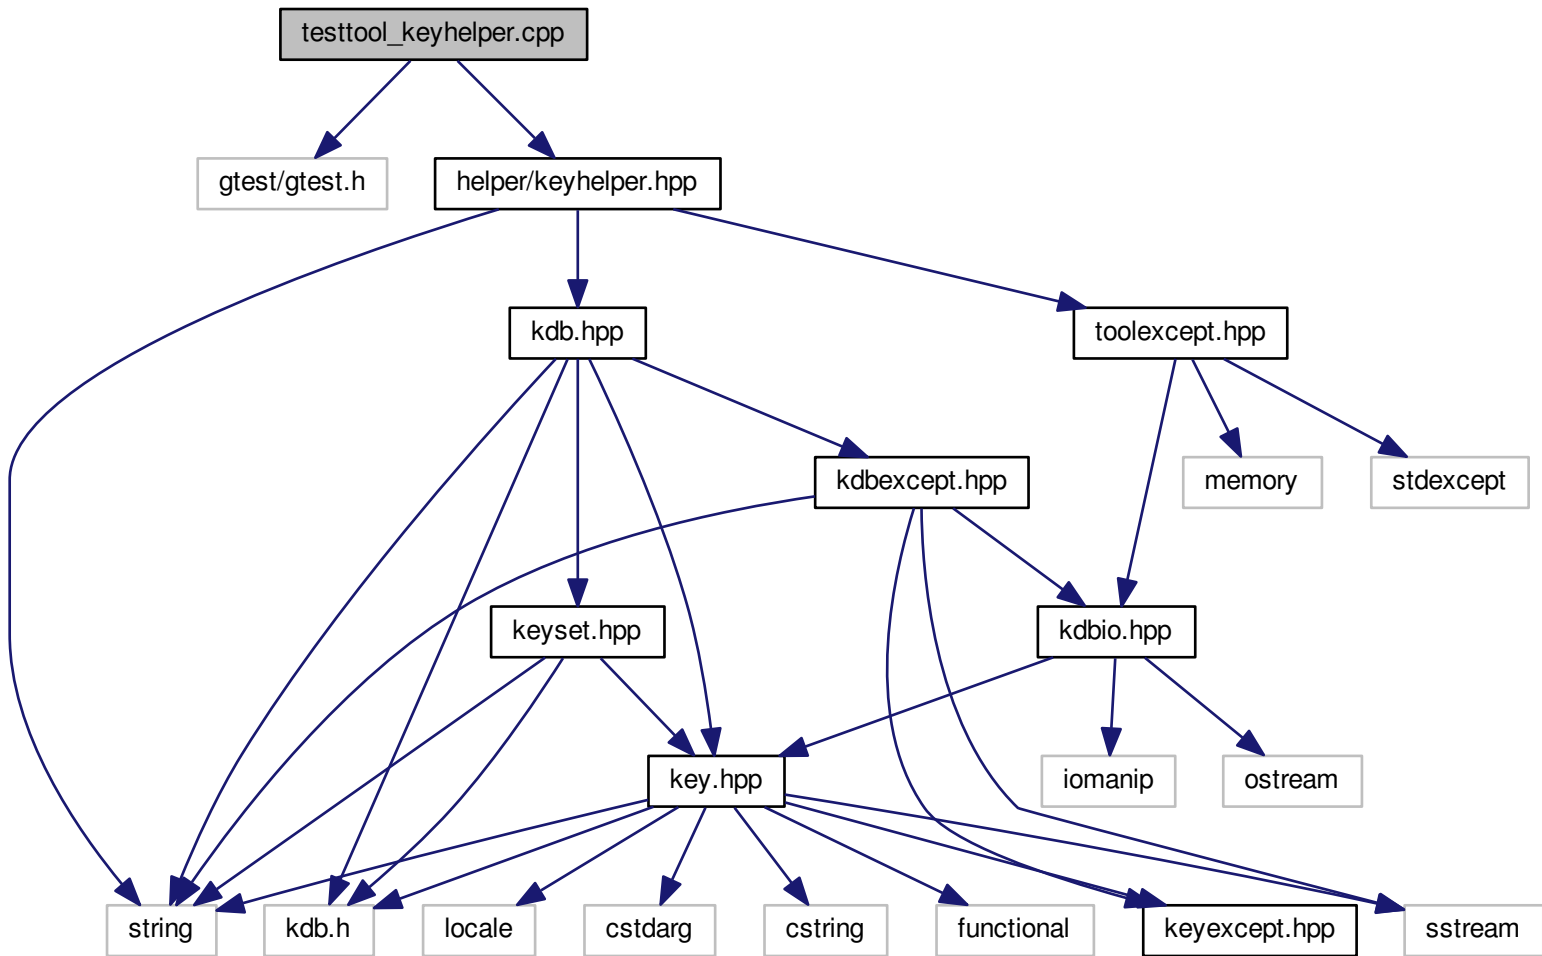 testtool_keyhelper.cpp
gtest/gtest.h
helper/keyhelper.hpp
kdb.hpp
toolexcept.hpp
kdbexcept.hpp
memory
stdexcept
keyset.hpp
kdbio.hpp
key.hpp
iomanip
ostream
string
kdb.h
locale
cstdarg
cstring
functional
keyexcept.hpp
sstream